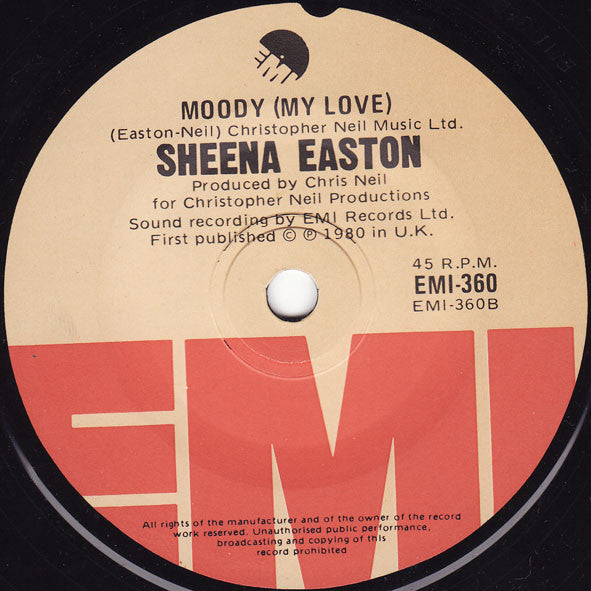 EMI
MOODY (MY LOVE)
(Easton-Neil) Christopher Neil Music Ltd.
SHEENA EASTON
Produced by Chris Neil
for Christopher Neil Productions
Sound recording by EMI Records Ltd.
First published © ℗ 1980 in U.K.
45 R.P.M.
EMI-360
EMI-360B
EMI
All rights of the manufacturer and of the owner of the record
work reserved. Unauthorised public performance,
broadcasting and copying of this
record prohibited